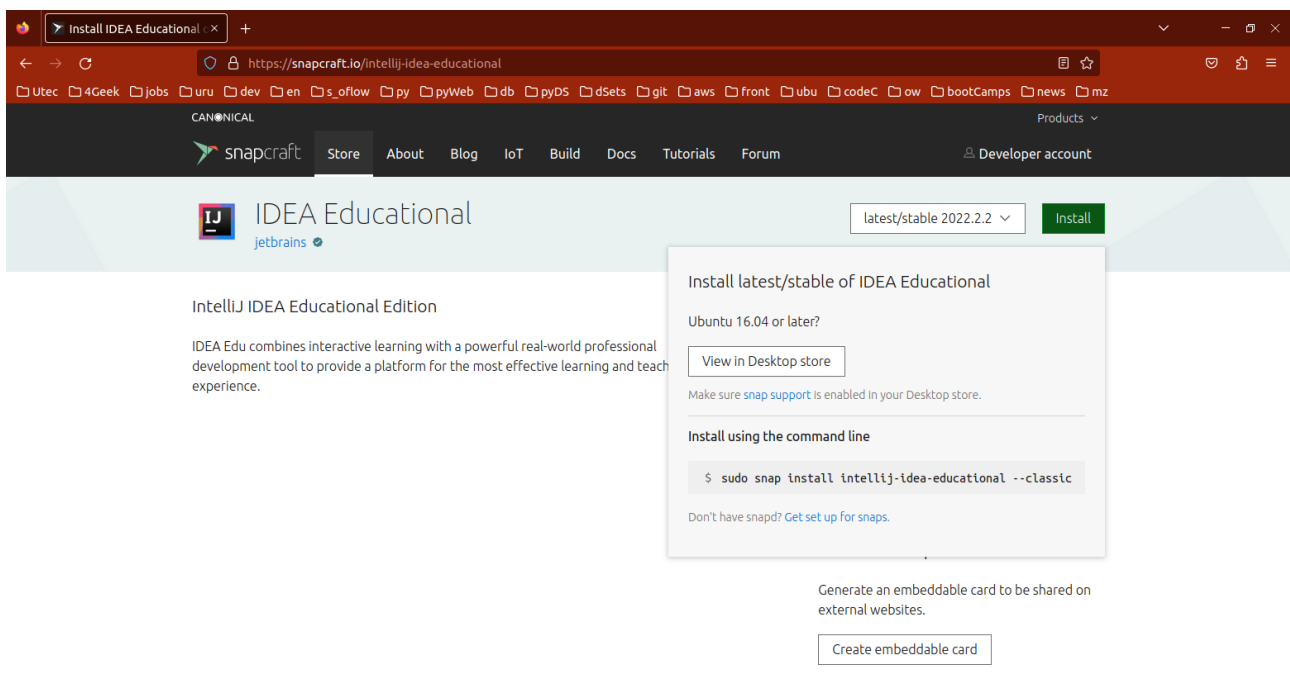 Install IDEA Educational o
https://snapcraft.io/intellij-idea-educational
Utec 4Geek jobs uru dev en s_oflow py pyWeb db pyDS dSets git aws front ubu codeC ow bootCamps news mz
CANONICAL Products
snapcraft Store About Blog IoT Build Docs Tutorials Forum Developer account
IJ IDEA Educational latest/stable 2022.2.2 Install
jetbrains
Install latest/stable of IDEA Educational
IntelliJ IDEA Educational Edition
Ubuntu 16.04 or later?
IDEA Edu combines interactive learning with a powerful real-world professional
development tool to provide a platform for the most effective learning and teach
experience.
View in Desktop store
Make sure snap support is enabled in your Desktop store.
Install using the command line
$ sudo snap install intellij-idea-educational --classic
Don't have snapd? Get set up for snaps.
Generate an embeddable card to be shared on
external websites.
Create embeddable card